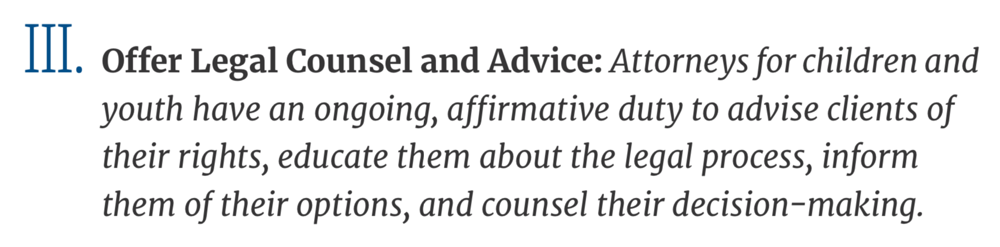 III. Offer Legal Counsel and Advice: Attorneys for children and
youth have an ongoing, affirmative duty to advise clients of
their rights, educate them about the legal process, inform
them of their options, and counsel their decision-making.